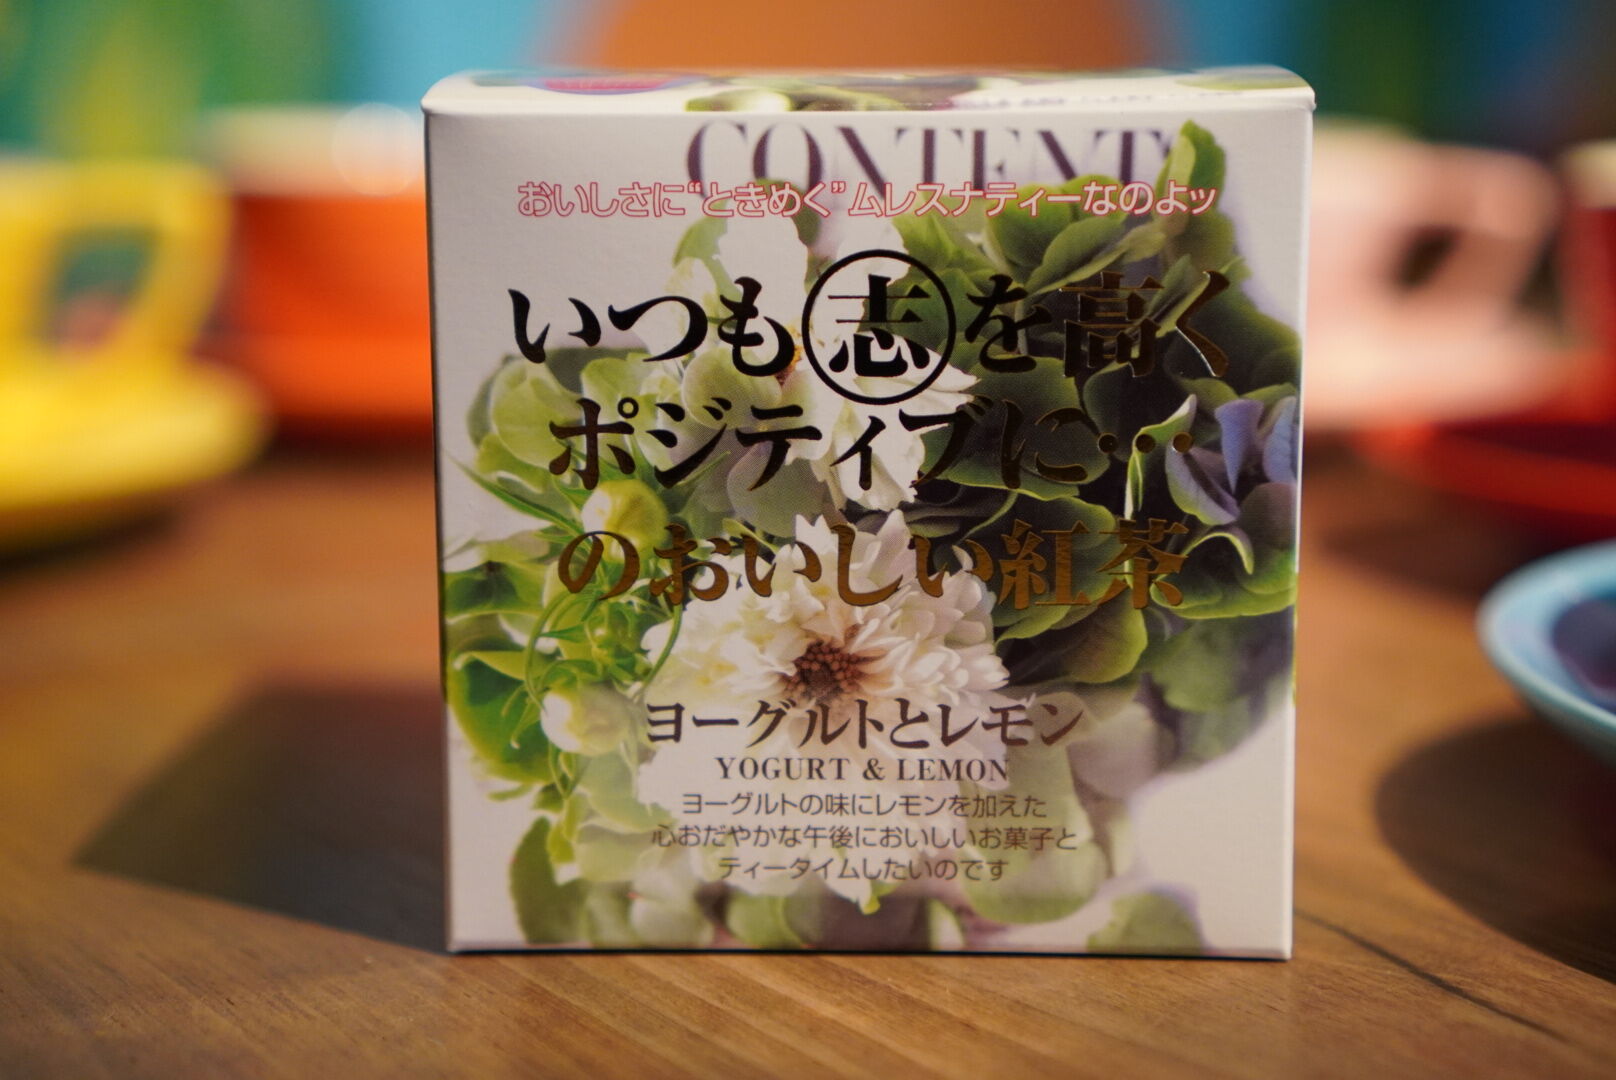 CONTENTS
おいしさに“ときめく”ムレスナティーなのよッ
いつも志を高く
ポジティブに…
のおいしい紅茶
ヨーグルトとレモン
YOGURT & LEMON
ヨーグルトの味にレモンを加えた
心おだやかな午後においしいお菓子と
ティータイムしたいのです